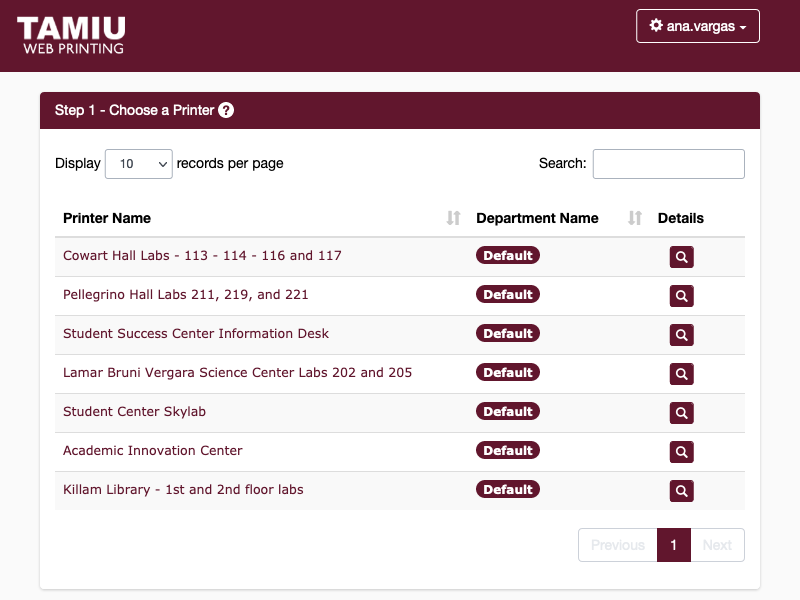 TAMIU
WEB PRINTING
ana.vargas
Step 1 - Choose a Printer ?
Display 10 records per page
Search:
Printer Name Department Name Details
Cowart Hall Labs - 113 - 114 - 116 and 117 Default
Pellegrino Hall Labs 211, 219, and 221 Default
Student Success Center Information Desk Default
Lamar Bruni Vergara Science Center Labs 202 and 205 Default
Student Center Skylab Default
Academic Innovation Center Default
Killam Library - 1st and 2nd floor labs Default
Previous 1 Next